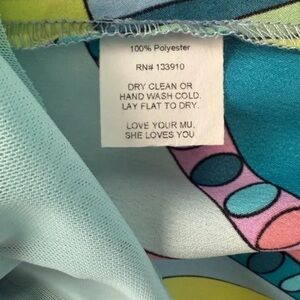 100% Polyester
RN# 133910
DRY CLEAN OR
HAND WASH COLD.
LAY FLAT TO DRY.
LOVE YOUR MU.
SHE LOVES YOU